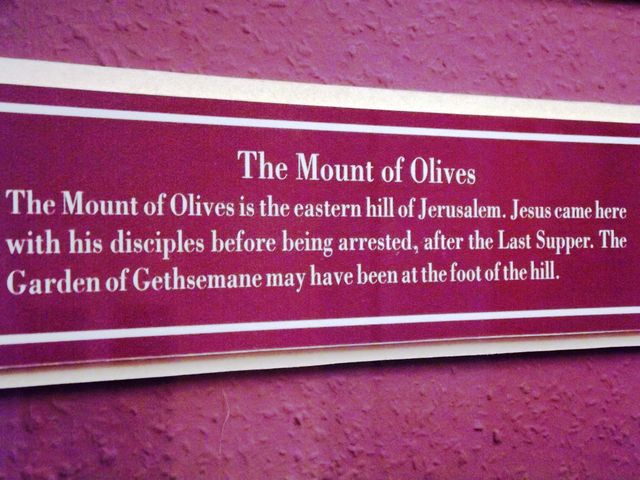 The Mount of Olives
The Mount of Olives is the eastern hill of Jerusalem. Jesus came here
with his disciples before being arrested, after the Last Supper. The
Garden of Gethsemane may have been at the foot of the hill.